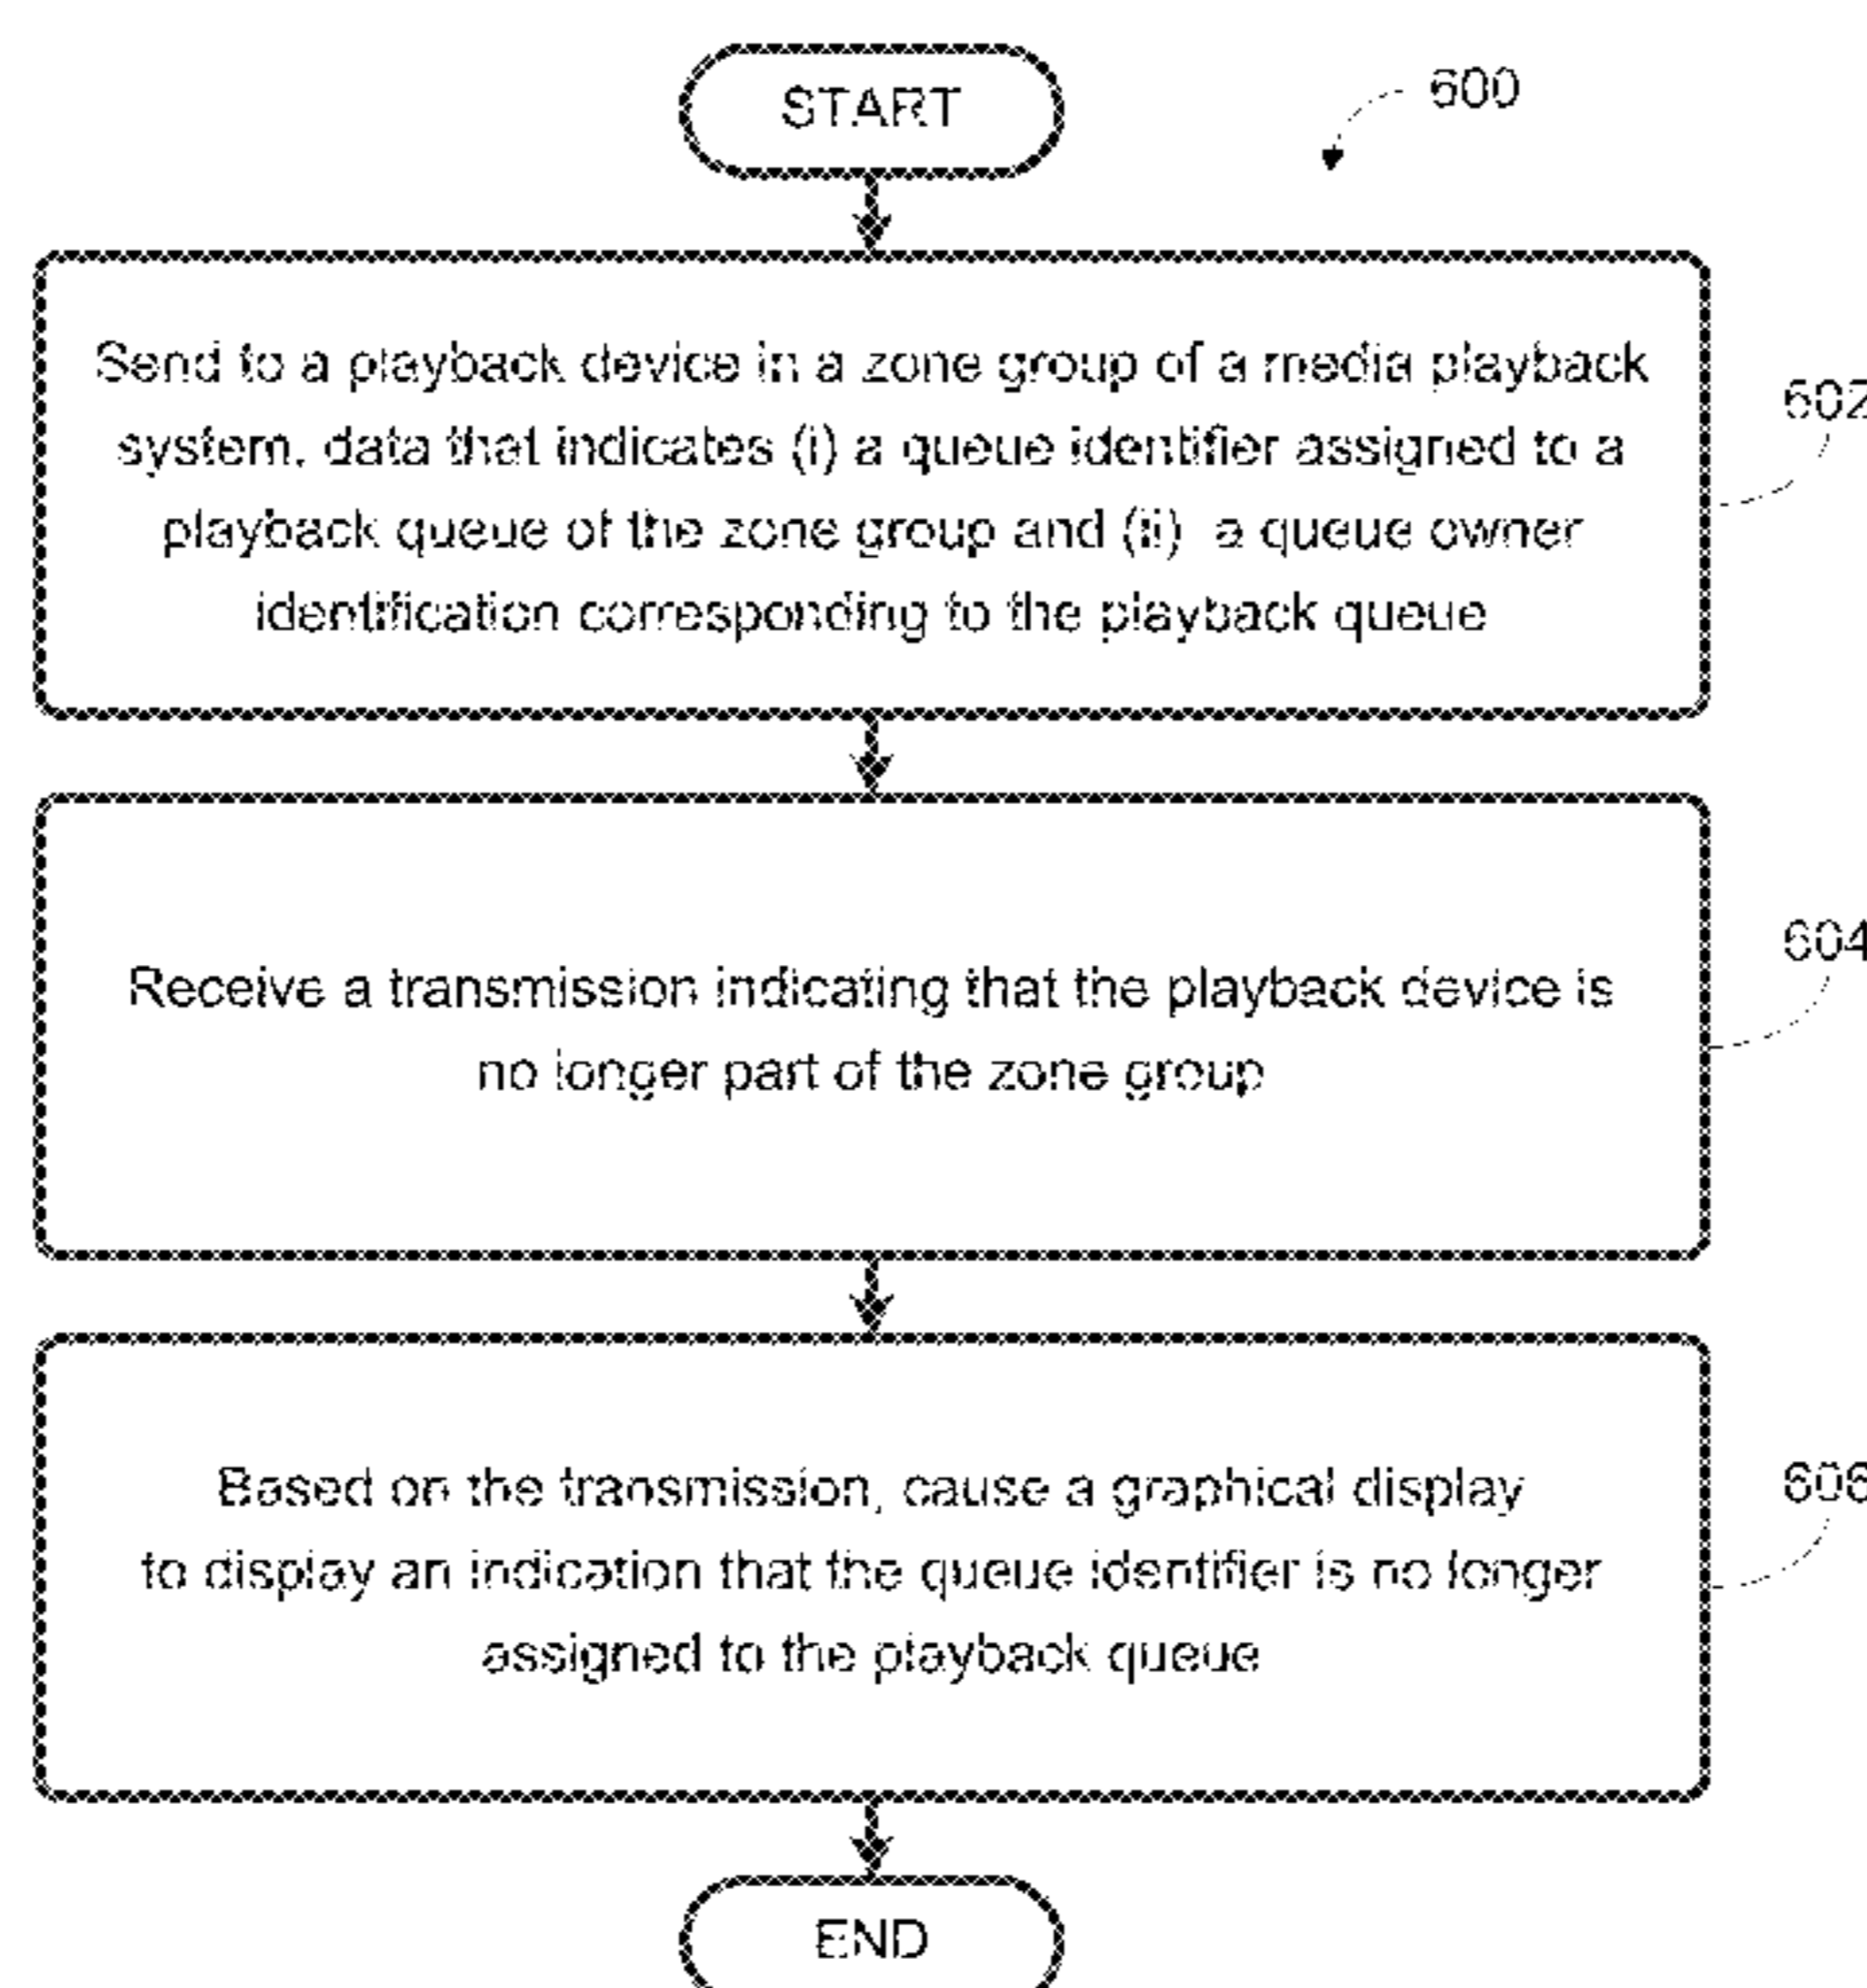 START
600
Send to a playback device in a zone group of a media playback
system, data that indicates (i) a queue identifier assigned to a
playback queue of the zone group and (ii) a queue owner
identification corresponding to the playback queue
602
Receive a transmission indicating that the playback device is
no longer part of the zone group
604
Based on the transmission, cause a graphical display
to display an indication that the queue identifier is no longer
assigned to the playback queue
606
END